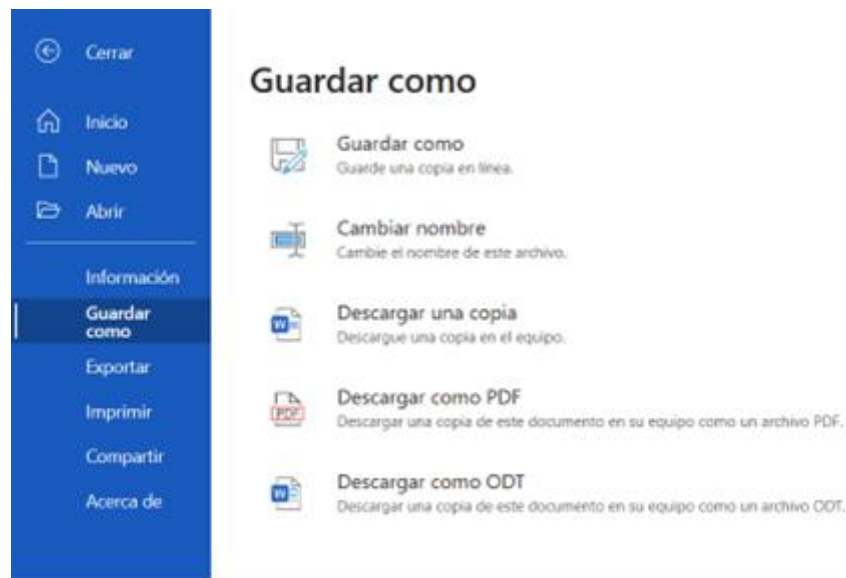 Cerrar
Inicio
Nuevo
Abrir
Información
Guardar
como
Exportar
Imprimir
Compartir
Acerca de
Guardar como
Guardar como
Guarde una copia en línea.
Cambiar nombre
Cambie el nombre de este archivo.
W
Descargar una copia
Descargue una copia en el equipo.
PDF
Descargar como PDF
Descargar una copia de este documento en su equipo como un archivo PDF.
W
Descargar como ODT
Descargar una copia de este documento en su equipo como un archivo ODT.